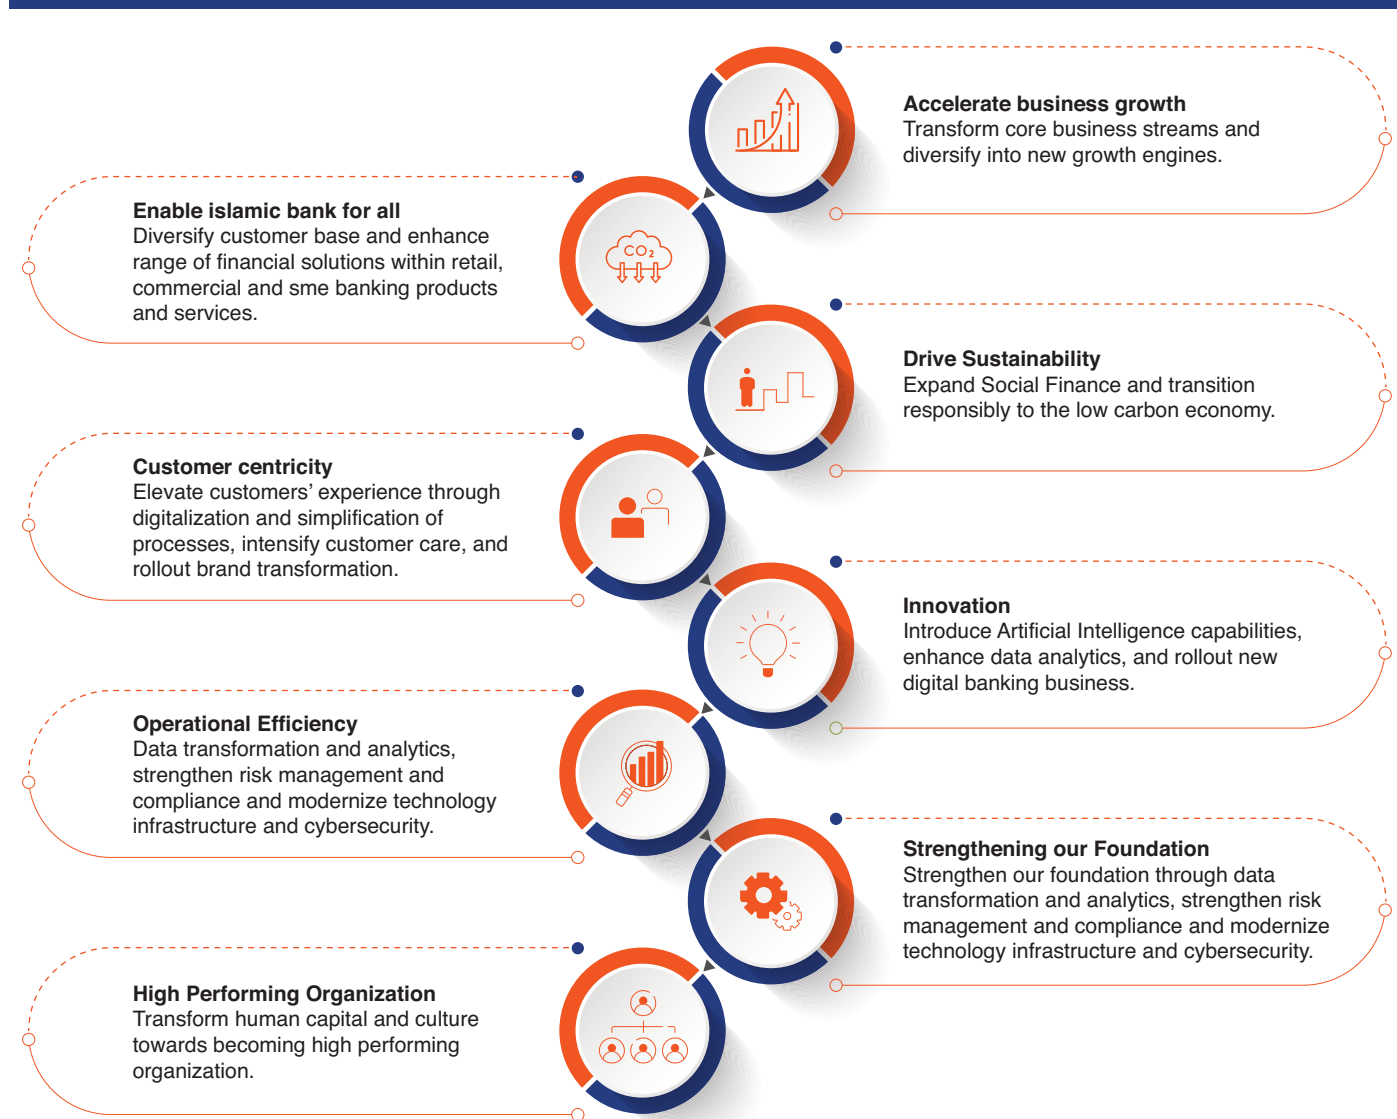 Accelerate business growth
Transform core business streams and
diversify into new growth engines.
Enable islamic bank for all
Diversify customer base and enhance
range of financial solutions within retail,
commercial and sme banking products
and services.
CO2
Drive Sustainability
Expand Social Finance and transition
responsibly to the low carbon economy.
Customer centricity
Elevate customers’ experience through
digitalization and simplification of
processes, intensify customer care, and
rollout brand transformation.
Innovation
Introduce Artificial Intelligence capabilities,
enhance data analytics, and rollout new
digital banking business.
Operational Efficiency
Data transformation and analytics,
strengthen risk management and
compliance and modernize technology
infrastructure and cybersecurity.
Strengthening our Foundation
Strengthen our foundation through data
transformation and analytics, strengthen risk
management and compliance and modernize
technology infrastructure and cybersecurity.
High Performing Organization
Transform human capital and culture
towards becoming high performing
organization.